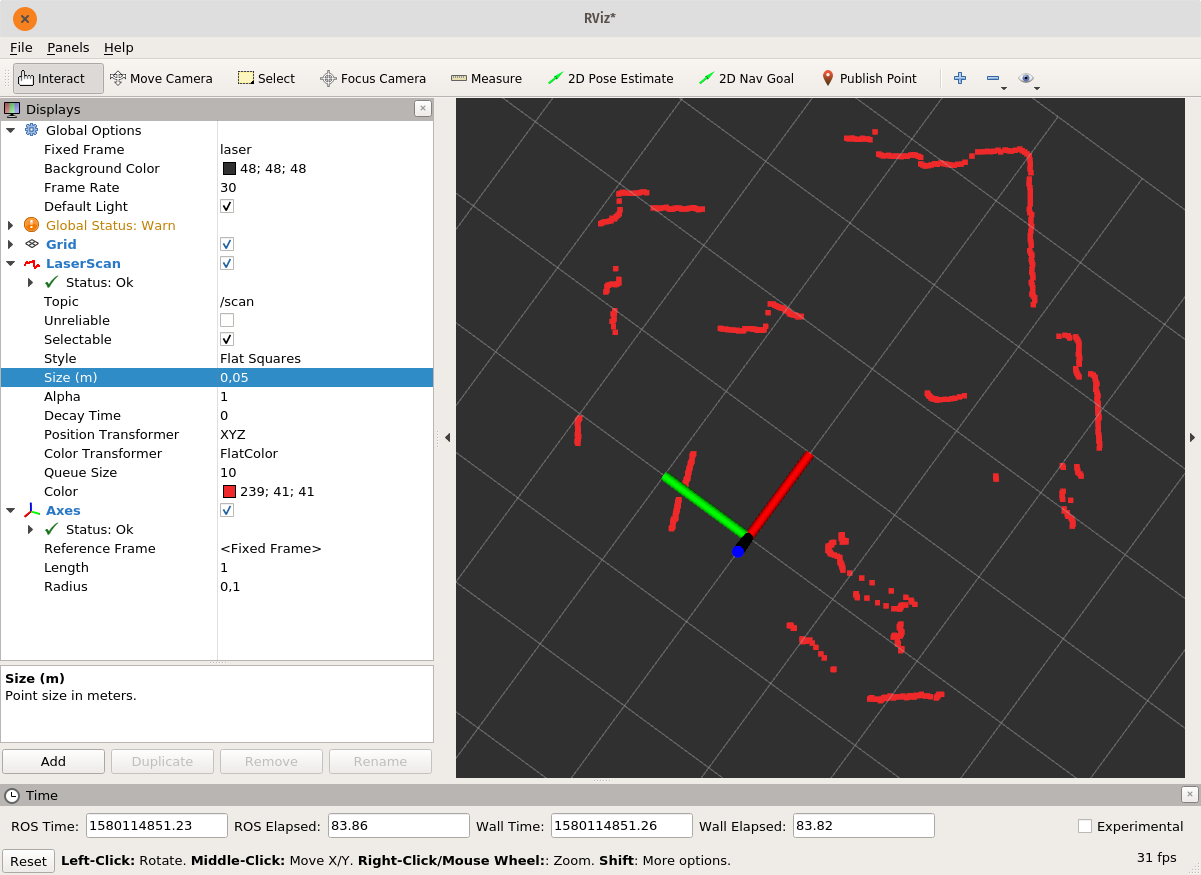 RViz*
File Panels Help
Interact Move Camera Select Focus Camera Measure 2D Pose Estimate 2D Nav Goal Publish Point
Displays
Global Options
Fixed Frame laser
Background Color 48; 48; 48
Frame Rate 30
Default Light
Global Status: Warn
Grid
LaserScan
Status: Ok
Topic /scan
Unreliable
Selectable
Style Flat Squares
Size (m) 0,05
Alpha 1
Decay Time 0
Position Transformer XYZ
Color Transformer FlatColor
Queue Size 10
Color 239; 41; 41
Axes
Status: Ok
Reference Frame <Fixed Frame>
Length 1
Radius 0,1
Size (m)
Point size in meters.
Add Duplicate Remove Rename
Time
ROS Time: 1580114851.23 ROS Elapsed: 83.86 Wall Time: 1580114851.26 Wall Elapsed: 83.82 Experimental
Reset Left-Click: Rotate. Middle-Click: Move X/Y. Right-Click/Mouse Wheel:: Zoom. Shift: More options. 31 fps